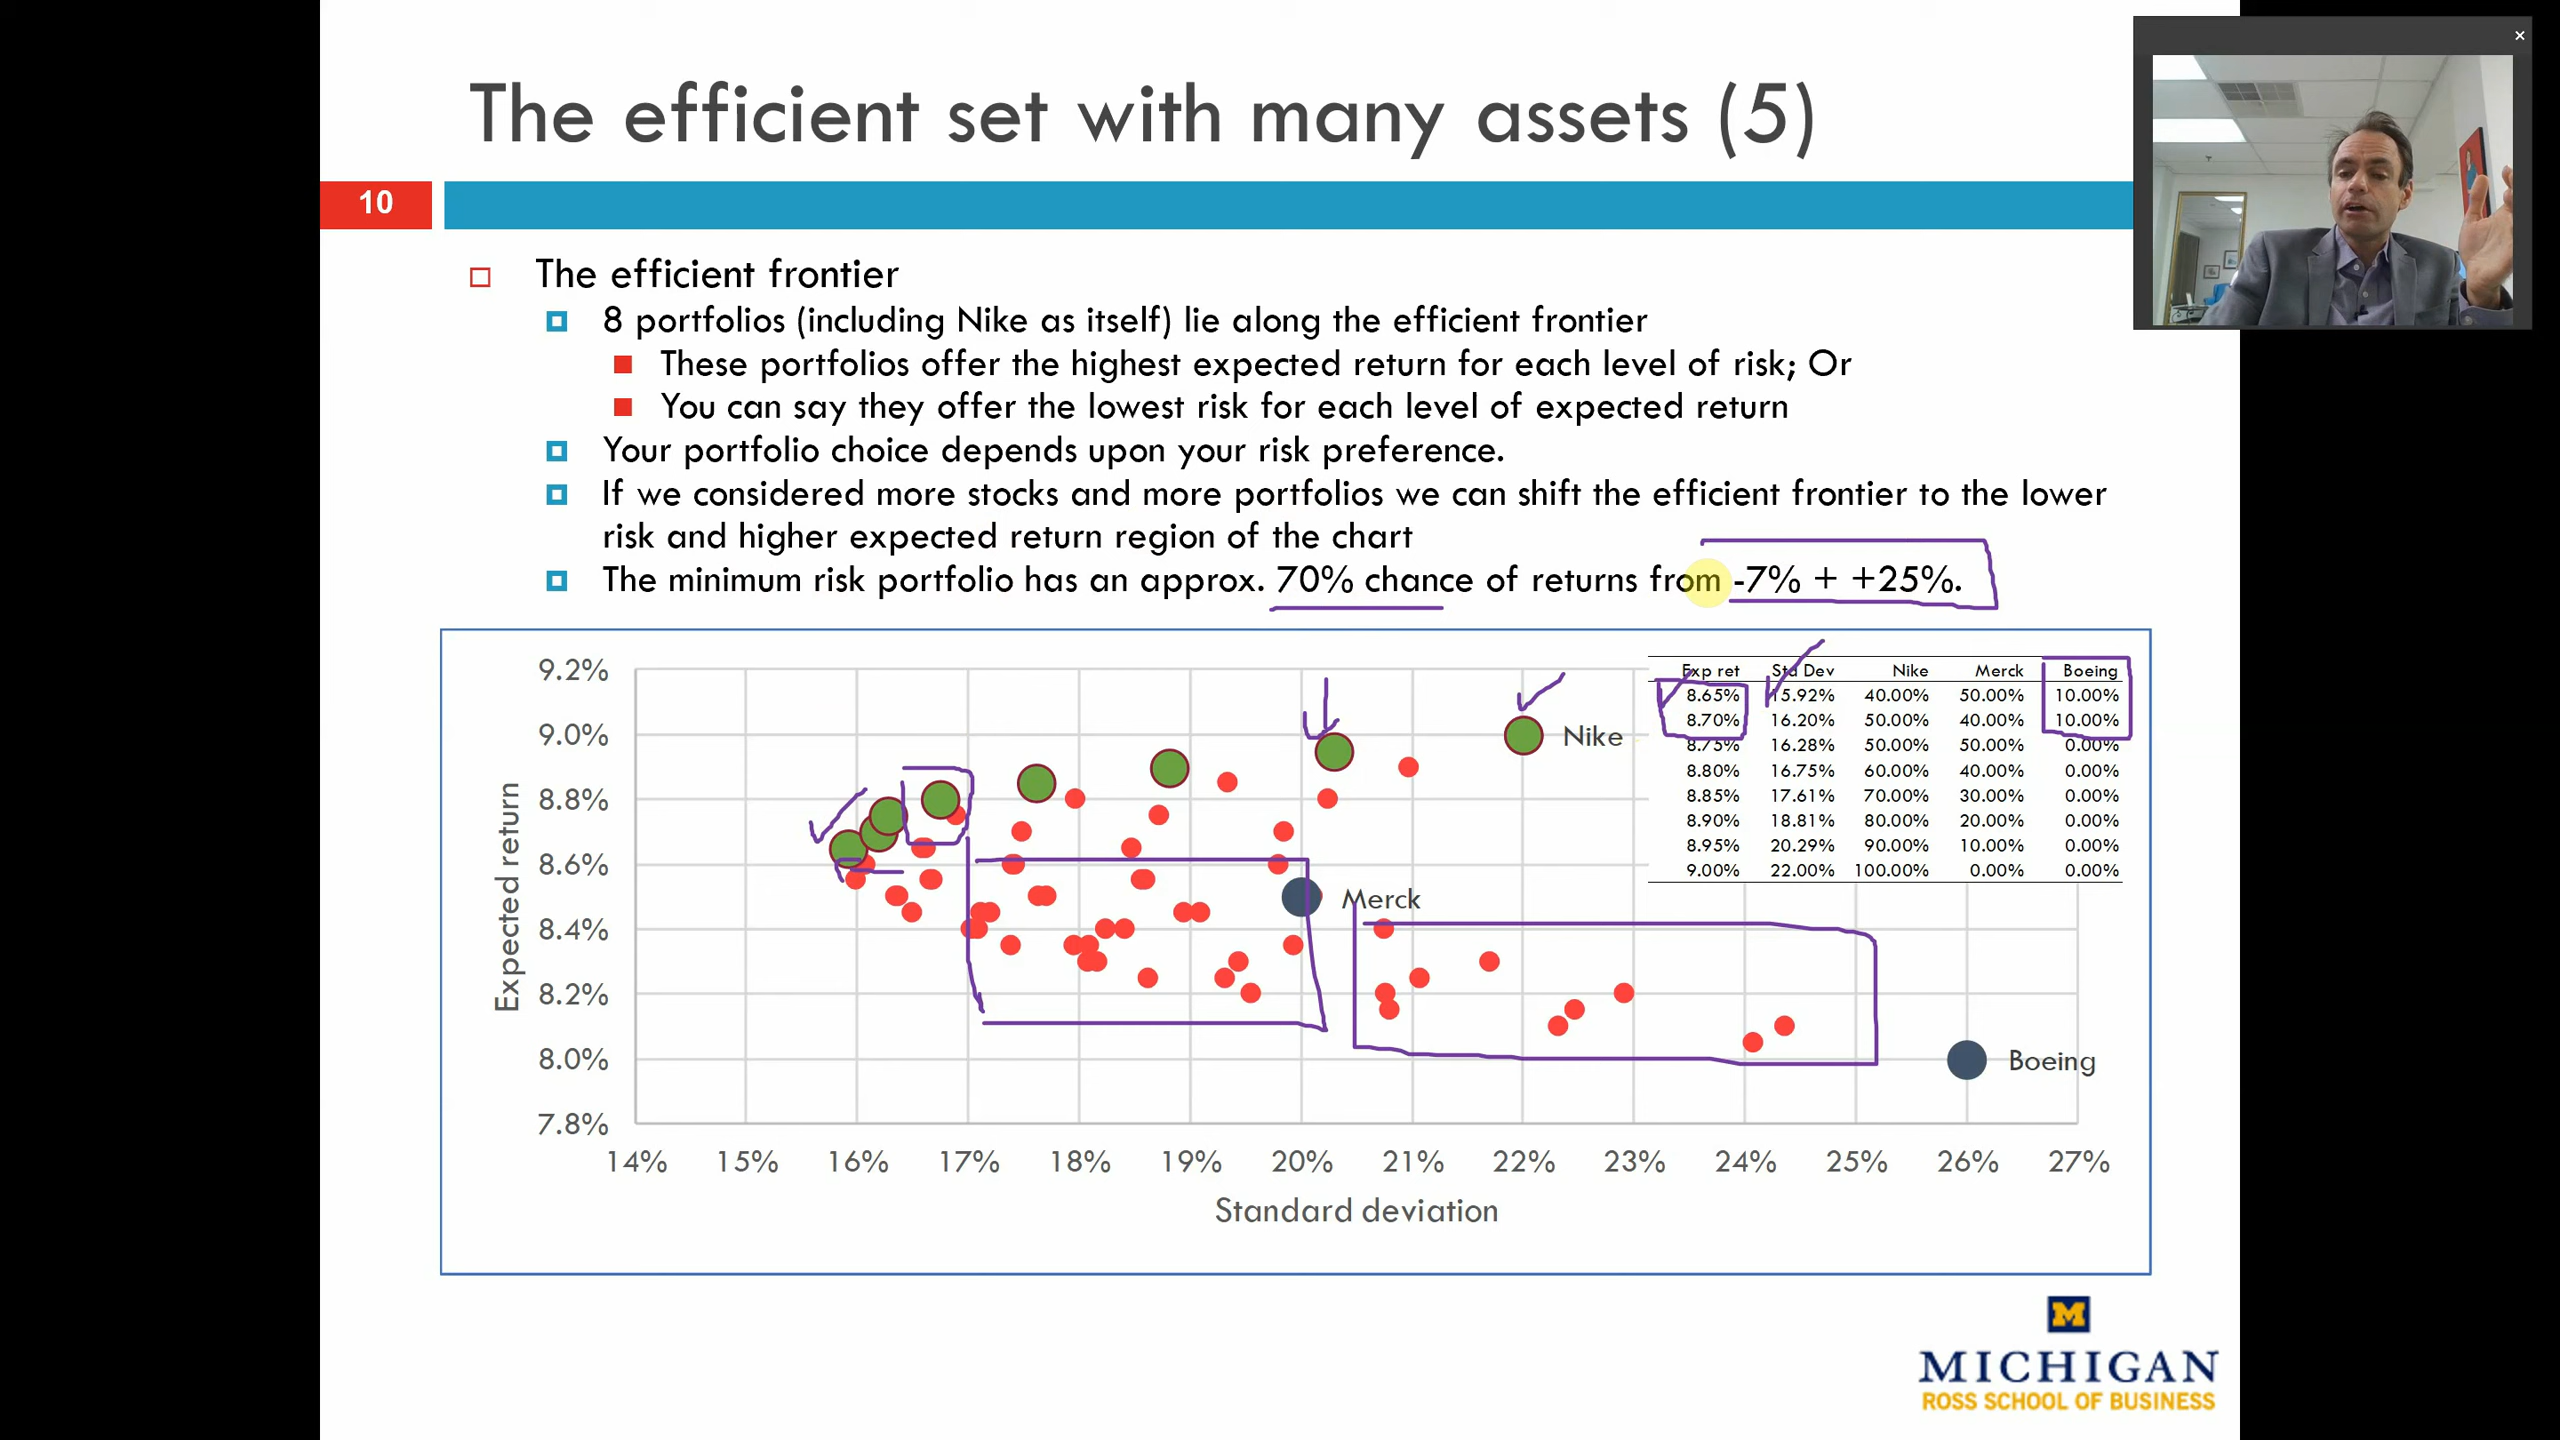 The efficient set with many assets (5)
10
The efficient frontier
8 portfolios (including Nike as itself) lie along the efficient frontier
These portfolios offer the highest expected return for each level of risk; Or
You can say they offer the lowest risk for each level of expected return
Your portfolio choice depends upon your risk preference.
If we considered more stocks and more portfolios we can shift the efficient frontier to the lower
risk and higher expected return region of the chart
The minimum risk portfolio has an approx. 70% chance of returns from -7% + +25%.
Exp ret Std Dev Nike Merck Boeing
8.65% 15.92% 40.00% 50.00% 10.00%
8.70% 16.20% 50.00% 40.00% 10.00%
8.75% 16.28% 50.00% 50.00% 0.00%
8.80% 16.75% 60.00% 40.00% 0.00%
8.85% 17.61% 70.00% 30.00% 0.00%
8.90% 18.81% 80.00% 20.00% 0.00%
8.95% 20.29% 90.00% 10.00% 0.00%
9.00% 22.00% 100.00% 0.00% 0.00%
9.2%
9.0%
8.8%
8.6%
8.4%
8.2%
8.0%
7.8%
Expected return
Nike
Merck
Boeing
14% 15% 16% 17% 18% 19% 20% 21% 22% 23% 24% 25% 26% 27%
Standard deviation
M
MICHIGAN
ROSS SCHOOL OF BUSINESS